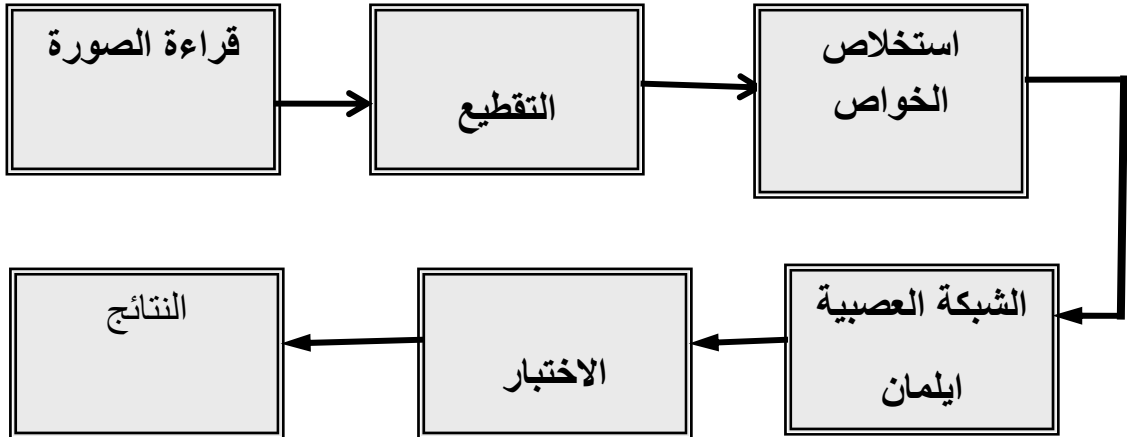 قراءة الصورة
التقطيع
استخلاص
الخواص
الشبكة العصبية
ايلمان
الاختبار
النتائج